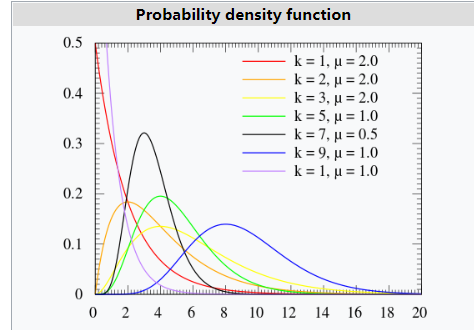 Probability density function
0.5
0.4
0.3
0.2
0.1
0
k = 1, μ = 2.0
k = 2, μ = 2.0
k = 3, μ = 2.0
k = 5, μ = 1.0
k = 7, μ = 0.5
k = 9, μ = 1.0
k = 1, μ = 1.0
0 2 4 6 8 10 12 14 16 18 20